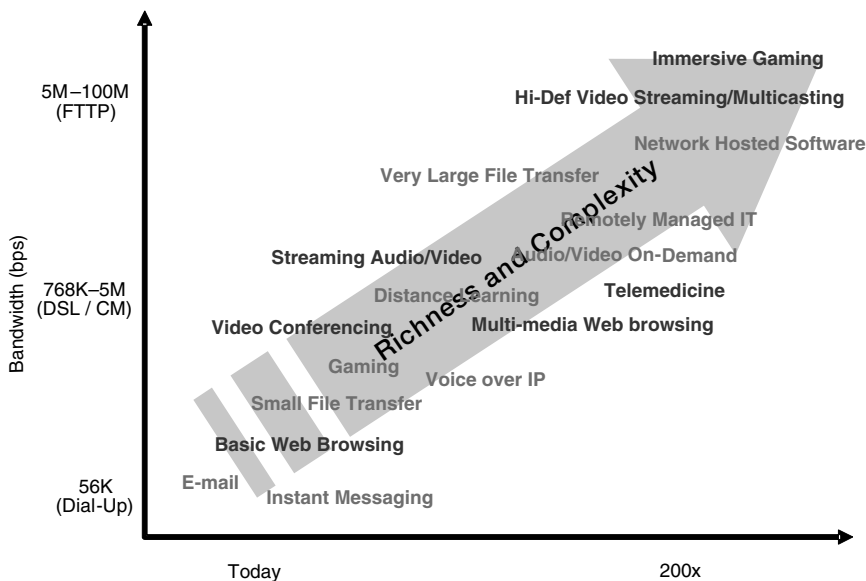 Immersive Gaming
5M–100M
(FTTP)
Hi-Def Video Streaming/Multicasting
Network Hosted Software
Very Large File Transfer
Richness and Complexity
Remotely Managed IT
Streaming Audio/Video
Audio/Video On-Demand
768K–5M
(DSL / CM)
Distance Learning
Telemedicine
Bandwidth (bps)
Video Conferencing
Multi-media Web browsing
Gaming
Voice over IP
Small File Transfer
Basic Web Browsing
56K
(Dial-Up)
E-mail
Instant Messaging
Today
200x